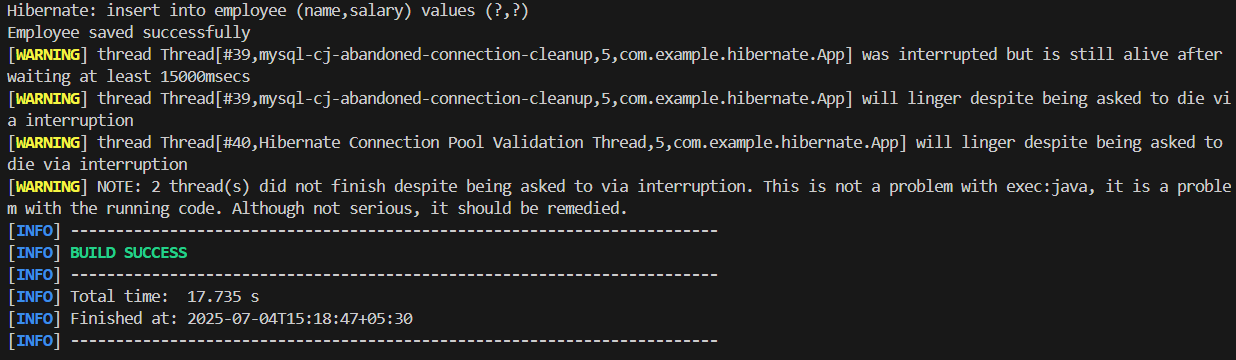 Hibernate: insert into employee (name,salary) values (?,?)
Employee saved successfully
[WARNING] thread Thread[#39,mysql-cj-abandoned-connection-cleanup,5,com.example.hibernate.App] was interrupted but is still alive after
waiting at least 15000msecs
[WARNING] thread Thread[#39,mysql-cj-abandoned-connection-cleanup,5,com.example.hibernate.App] will linger despite being asked to die vi
a interruption
[WARNING] thread Thread[#40,Hibernate Connection Pool Validation Thread,5,com.example.hibernate.App] will linger despite being asked to
die via interruption
[WARNING] NOTE: 2 thread(s) did not finish despite being asked to via interruption. This is not a problem with exec:java, it is a proble
m with the running code. Although not serious, it should be remedied.
[INFO] ------------------------------------------------------------------------
[INFO] BUILD SUCCESS
[INFO] ------------------------------------------------------------------------
[INFO] Total time:  17.735 s
[INFO] Finished at: 2025-07-04T15:18:47+05:30
[INFO] ------------------------------------------------------------------------